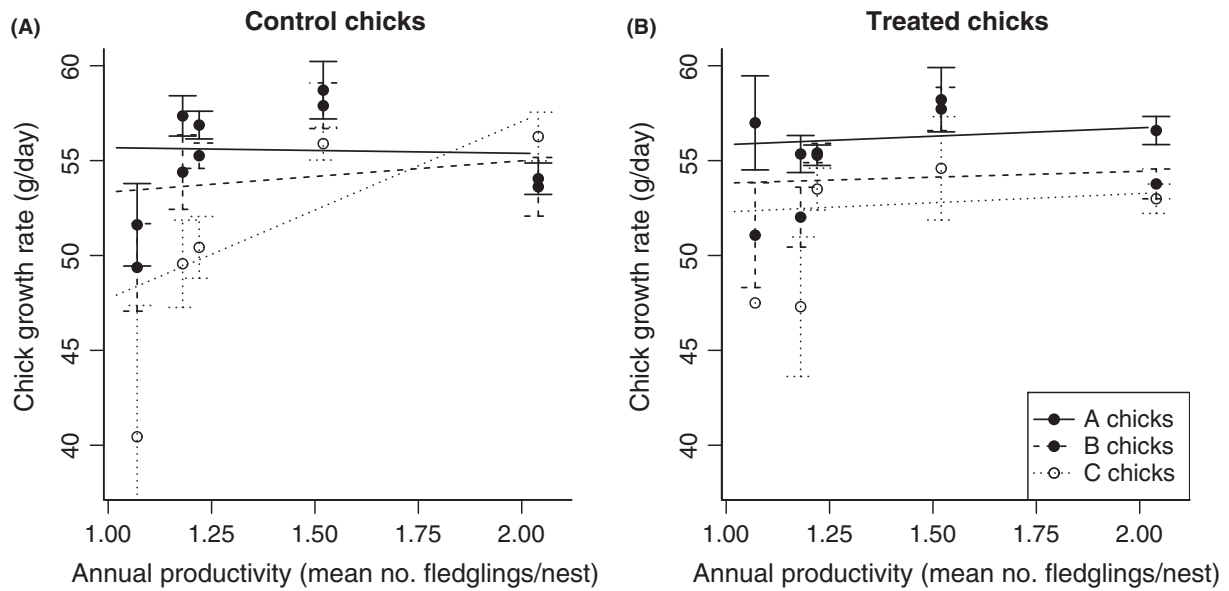 (A)
Control chicks
Chick growth rate (g/day)
60
55
50
45
40
1.00 1.25 1.50 1.75 2.00
Annual productivity (mean no. fledglings/nest)
(B)
Treated chicks
Chick growth rate (g/day)
60
55
50
45
40
A chicks
B chicks
C chicks
1.00 1.25 1.50 1.75 2.00
Annual productivity (mean no. fledglings/nest)